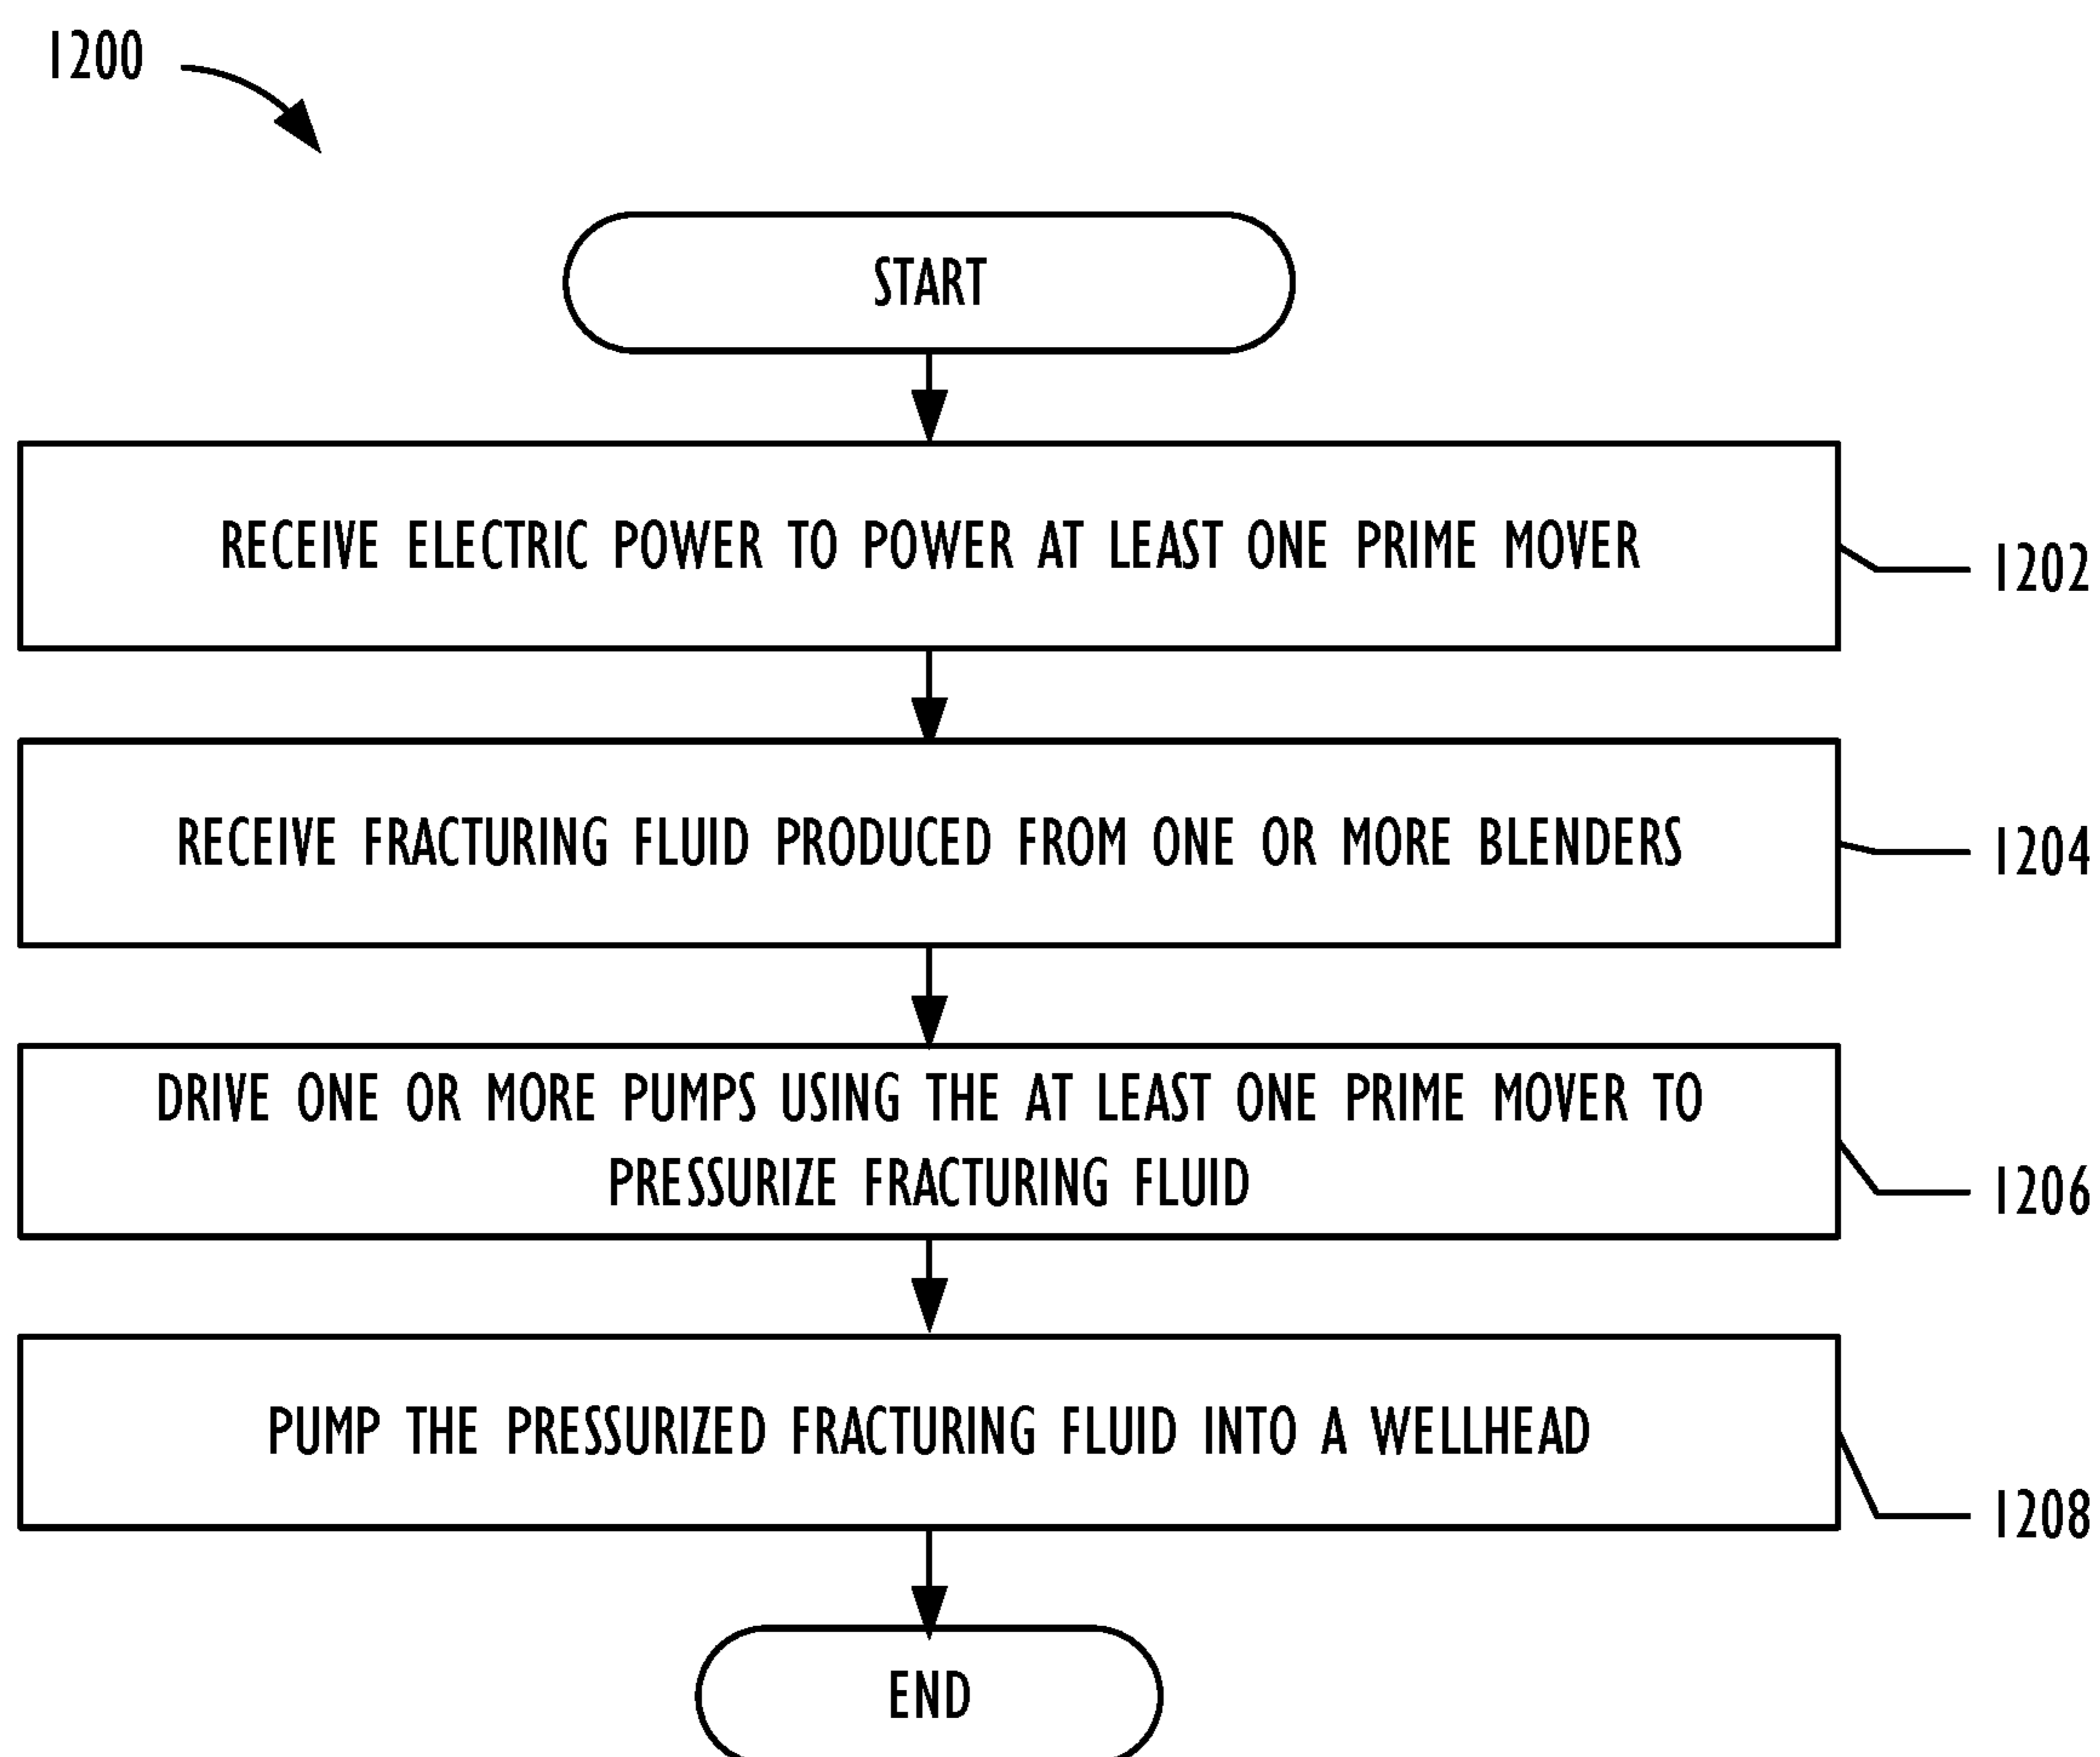 1200
START
RECEIVE ELECTRIC POWER TO POWER AT LEAST ONE PRIME MOVER
1202
RECEIVE FRACTURING FLUID PRODUCED FROM ONE OR MORE BLENDERS
1204
DRIVE ONE OR MORE PUMPS USING THE AT LEAST ONE PRIME MOVER TO
PRESSURIZE FRACTURING FLUID
1206
PUMP THE PRESSURIZED FRACTURING FLUID INTO A WELLHEAD
1208
END